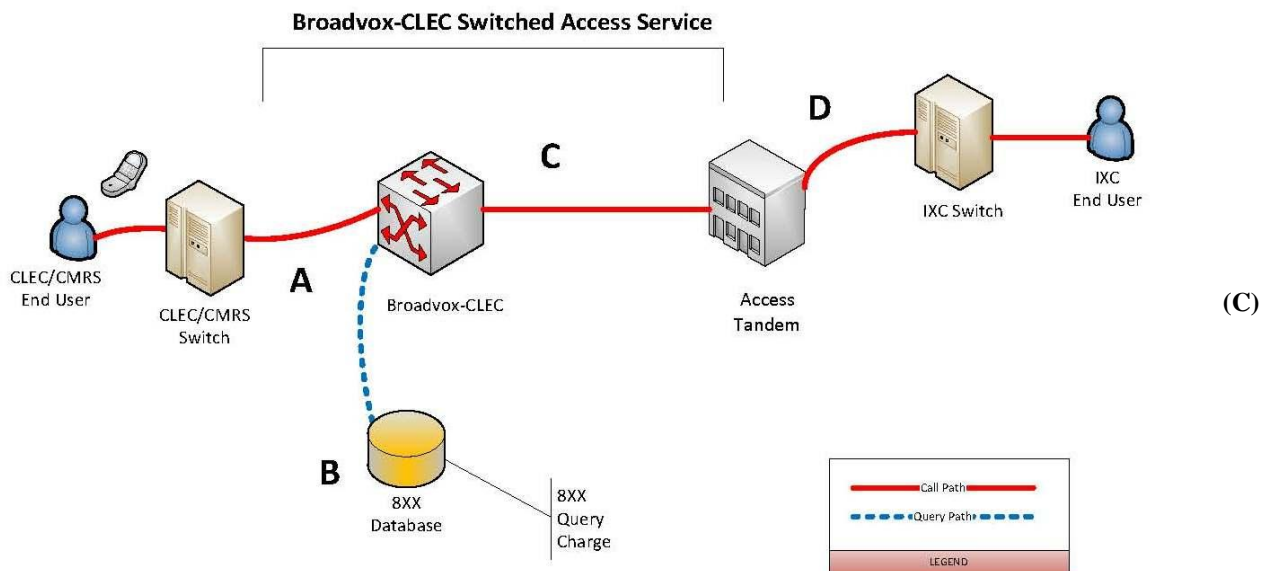 Broadvox-CLEC Switched Access Service
D
C
CLEC/CMRS
End User
CLEC/CMRS
Switch
A
Broadvox-CLEC
Access
Tandem
IXC Switch
IXC
End User
(C)
B
8XX
Database
8XX
Query
Charge
Call Path
Query Path
LEGEND